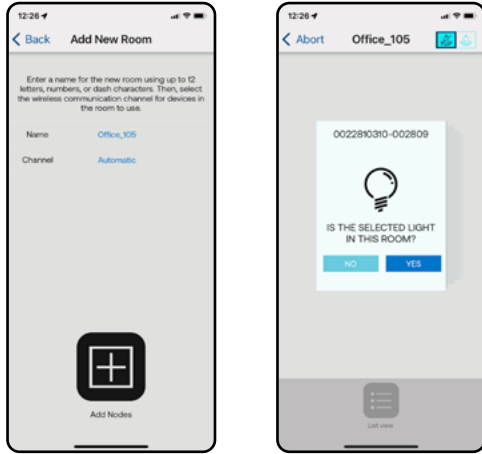 12:26
Back
Add New Room
Enter a name for the new room using up to 12
letters, numbers, or dash characters. Then, select
the wireless communication channel for devices in
the room to use.
Name
Office_105
Channel
Automatic
Add Nodes
12:26
Abort
Office_105
0022810310-002809
IS THE SELECTED LIGHT
IN THIS ROOM?
NO
YES
List view